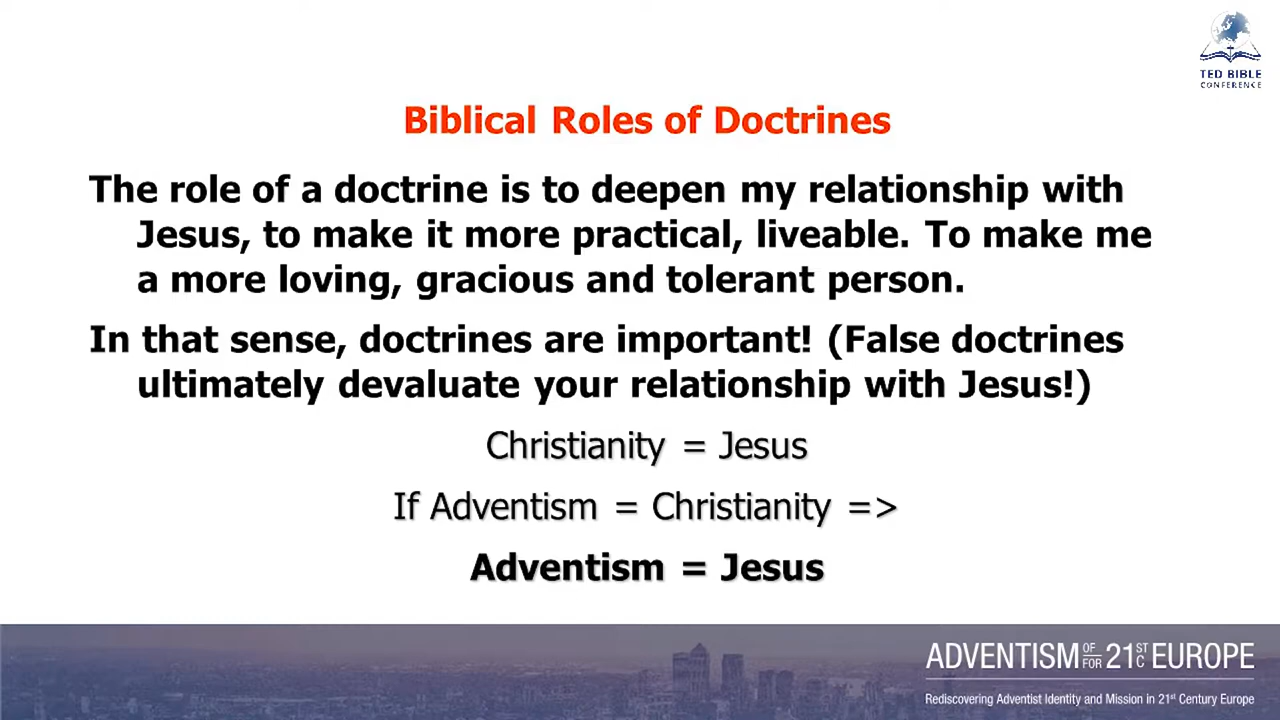 TED BIBLE
CONFERENCE
Biblical Roles of Doctrines
The role of a doctrine is to deepen my relationship with
Jesus, to make it more practical, liveable. To make me
a more loving, gracious and tolerant person.
In that sense, doctrines are important! (False doctrines
ultimately devaluate your relationship with Jesus!)
Christianity = Jesus
If Adventism = Christianity =>
Adventism = Jesus
ADVENTISM OF/FOR 21ST C EUROPE
Rediscovering Adventist Identity and Mission in 21st Century Europe